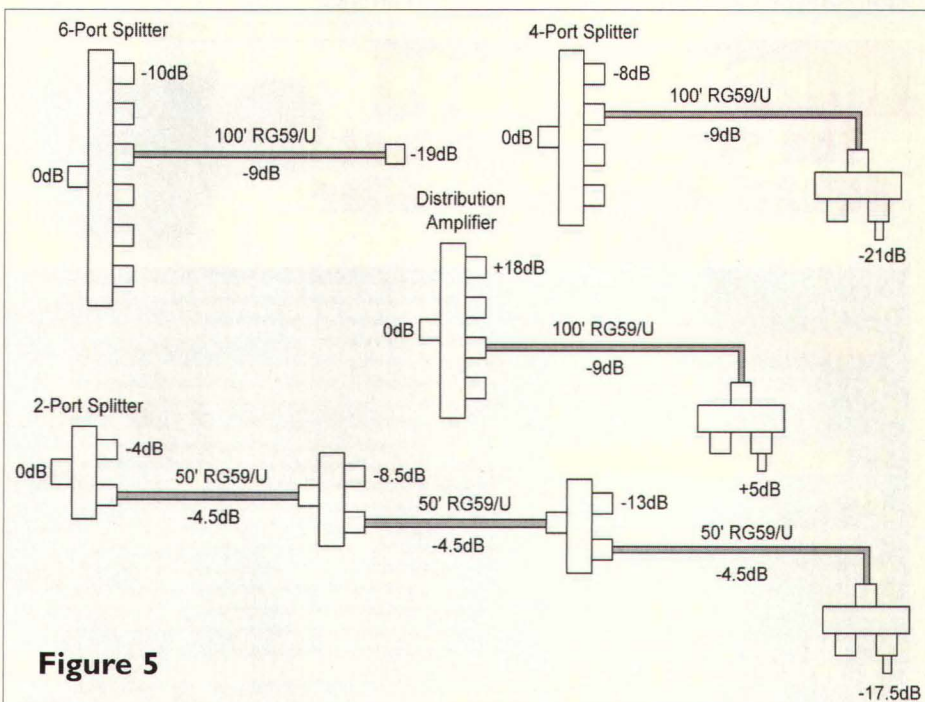 6-Port Splitter
-10dB
100' RG59/U
0dB
-9dB
-19dB
4-Port Splitter
-8dB
100' RG59/U
0dB
-9dB
-21dB
Distribution
Amplifier
+18dB
0dB
100' RG59/U
-9dB
+5dB
2-Port Splitter
-4dB
0dB
50' RG59/U
-4.5dB
-8.5dB
50' RG59/U
-4.5dB
-13dB
50' RG59/U
-4.5dB
-17.5dB
Figure 5